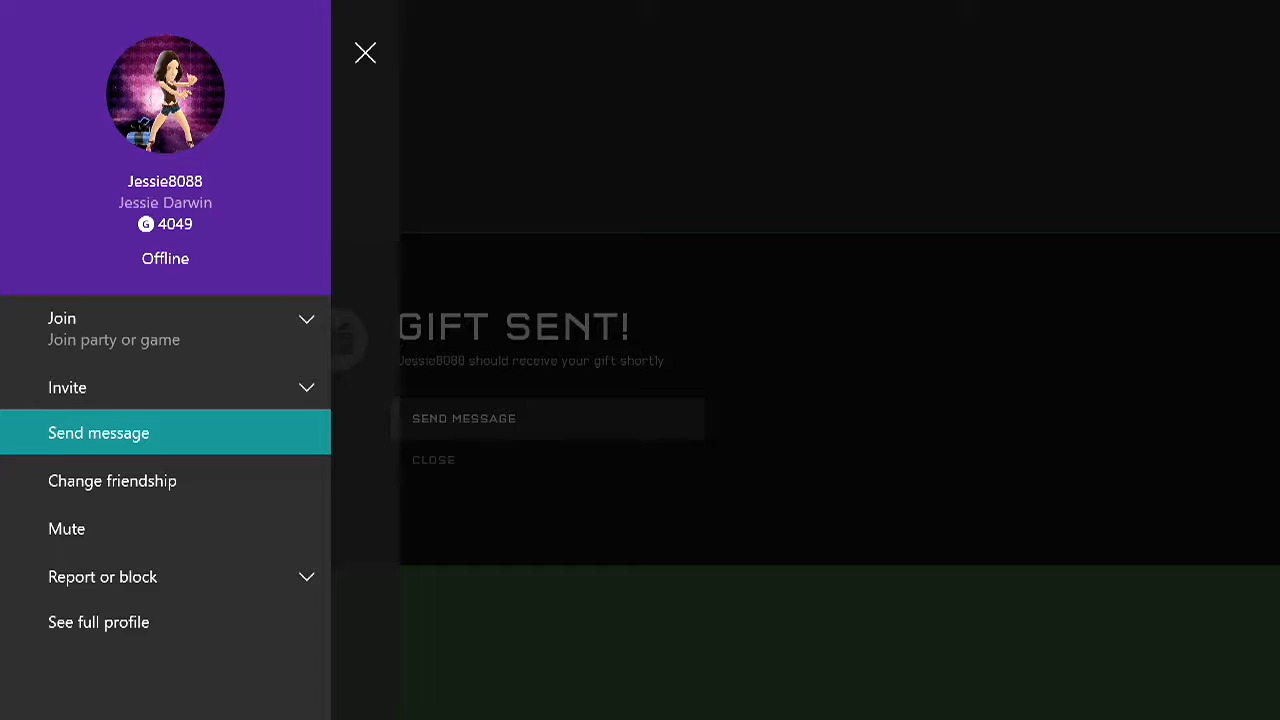 Jessie8088
Jessie Darwin
G 4049
Offline
Join
Join party or game
Invite
Send message
Change friendship
Mute
Report or block
See full profile
GIFT SENT!
Jessie8088 should receive your gift shortly
SEND MESSAGE
CLOSE